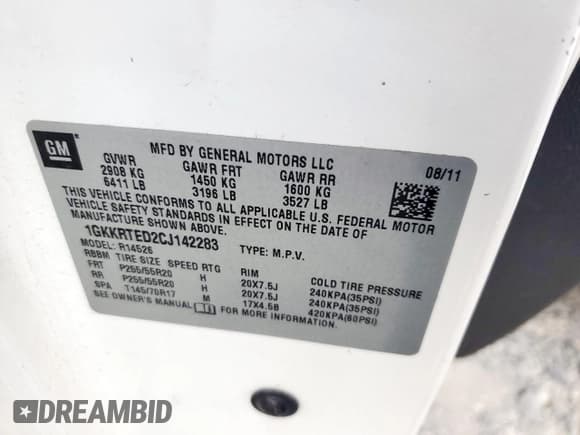 GM
MFD BY GENERAL MOTORS LLC
08/11
GVWR GAWR FRT GAWR RR
2908 KG 1450 KG 1600 KG
6411 LB 3196 LB 3527 LB
THIS VEHICLE CONFORMS TO ALL APPLICABLE U.S. FEDERAL MOTOR
VEHICLE SAFETY STANDARDS IN EFFECT ON THE DATE OF
MANUFACTURE SHOWN ABOVE.
1GKKRTED2CJ142283 TYPE: M.P.V.
MODEL: R14526
RBBM TIRE SIZE SPEED RTG RIM COLD TIRE PRESSURE
FRT P255/55R20 H 20X7.5J 240KPA(35PSI)
RR P255/55R20 H 20X7.5J 240KPA(35PSI)
SPA T145/70R17 M 17X4.5B 420KPA(60PSI)
SEE OWNER'S MANUAL FOR MORE INFORMATION.
DREAMBID